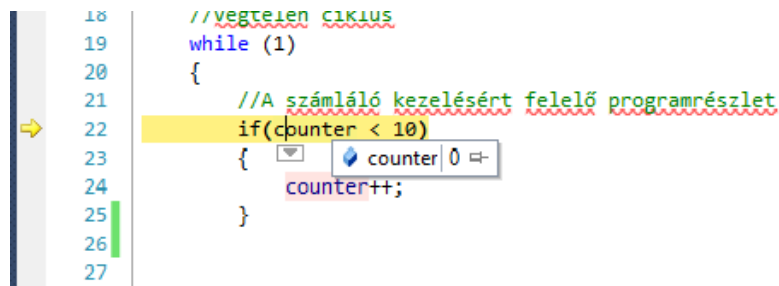 18 //Végtelen ciklus
19 while (1)
20 {
21 //A számláló kezelésért felelő programrészlet
22 if(counter < 10)
23 { counter 0
24 counter++;
25 }
26
27